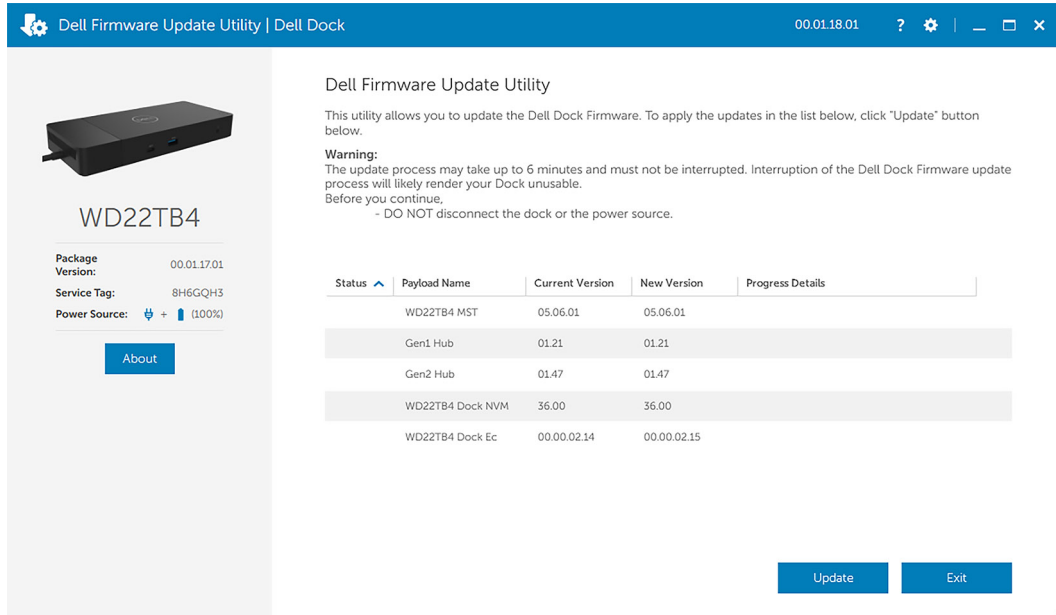 Dell Firmware Update Utility | Dell Dock
00.01.18.01
?
WD22TB4
Package Version: 00.01.17.01
Service Tag: 8H6GQH3
Power Source: + (100%)
About
Dell Firmware Update Utility
This utility allows you to update the Dell Dock Firmware. To apply the updates in the list below, click "Update" button
below.
Warning:
The update process may take up to 6 minutes and must not be interrupted. Interruption of the Dell Dock Firmware update
process will likely render your Dock unusable.
Before you continue,
- DO NOT disconnect the dock or the power source.
Status Payload Name Current Version New Version Progress Details
WD22TB4 MST 05.06.01 05.06.01
Gen1 Hub 01.21 01.21
Gen2 Hub 01.47 01.47
WD22TB4 Dock NVM 36.00 36.00
WD22TB4 Dock Ec 00.00.02.14 00.00.02.15
Update Exit